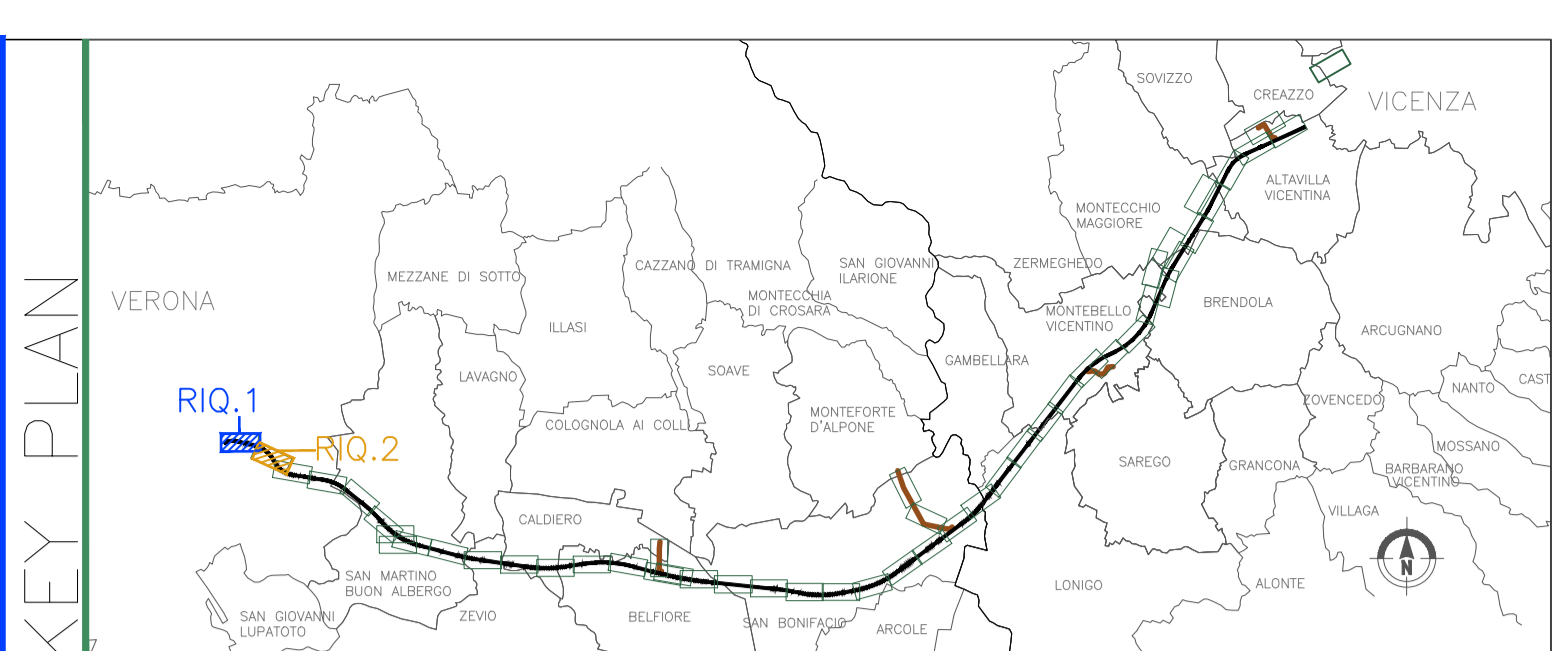 KEY PLAN
SOVIZZO
CREAZZO
VICENZA
ALTAVILLA
VICENTINA
MONTECCHIO
MAGGIORE
MEZZANE DI SOTTO
CAZZANO DI TRAMIGNA
SAN GIOVANNI
ILARIONE
ZERMEGHEDO
VERONA
MONTECCHIA
DI CROSARA
BRENDOLA
MONTEBELLO
VICENTINO
ILLASI
ARCUGNANO
GAMBELLARA
SOAVE
LAVAGNO
CAST
NANTO
RIQ.1
ZOVENCEDO
MONTEFORTE
D'ALPONE
COLOGNOLA AI COLL
RIQ.2
MOSSANO
SAREGO
GRANCONA
BARBARANO
VICENTINO
VILLAGA
CALDIERO
N
SAN MARTINO
BUON ALBERGO
LONIGO
ALONTE
SAN GIOVANNI
LUPATOTO
ZEVIO
BELFIORE
SAN BONIFACIO
ARCOLE